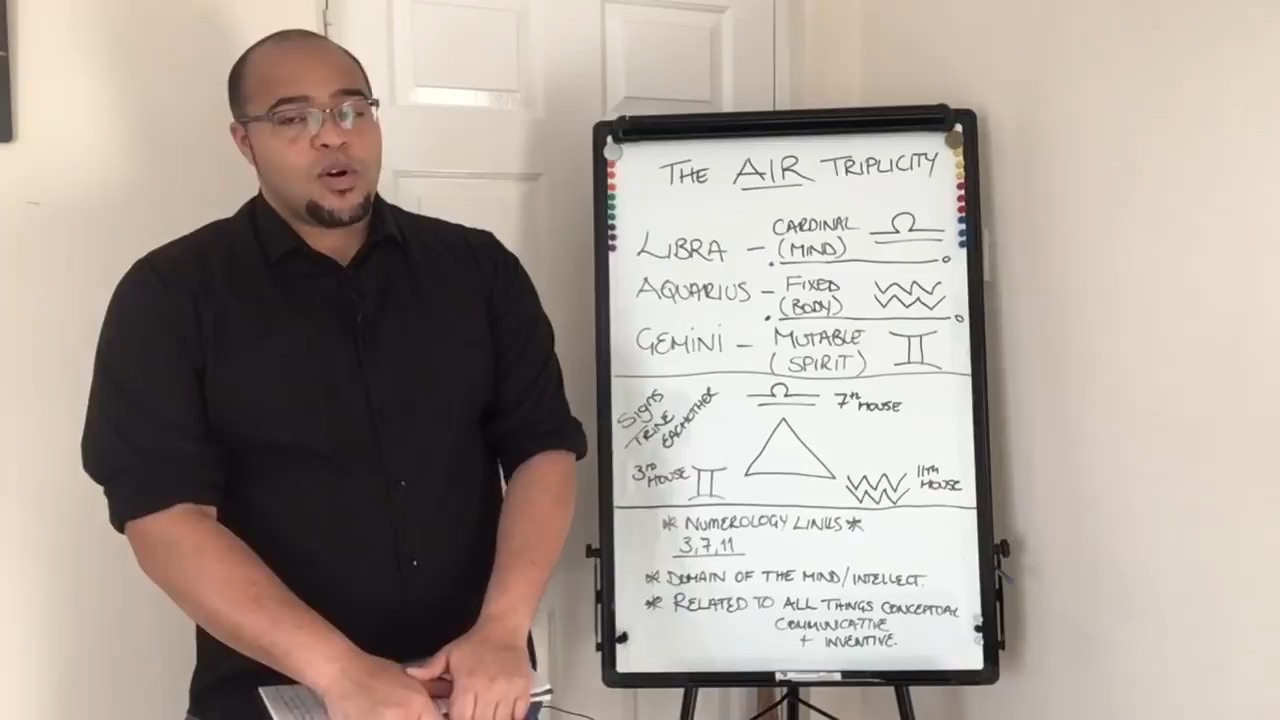 THE AIR TRIPLICITY
LIBRA - CARDINAL
(MIND)
AQUARIUS - FIXED
(BODY)
GEMINI - MUTABLE
(SPIRIT)
SIGNS
TRINE
EACHOTHER
7TH HOUSE
3RD HOUSE
11TH HOUSE
* NUMEROLOGY LINKS *
3, 7, 11
* DOMAIN OF THE MIND/INTELLECT.
* RELATED TO ALL THINGS CONCEPTUAL
COMMUNICATIVE
+ INVENTIVE.